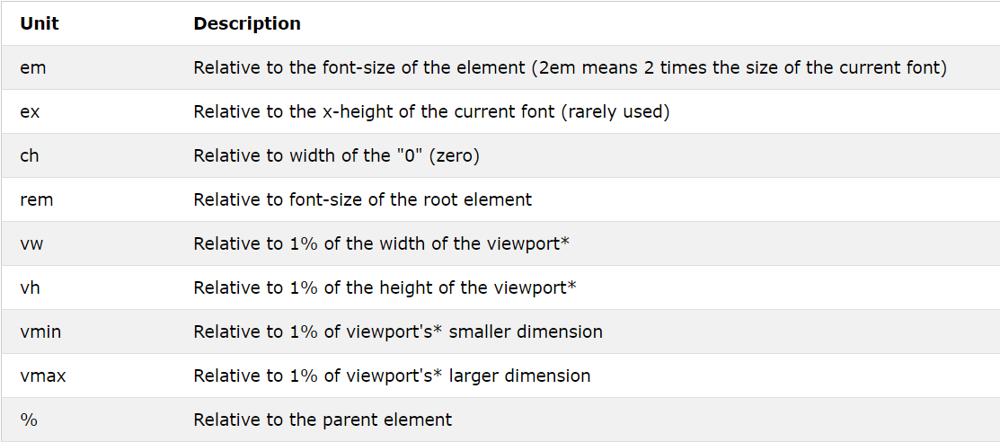 Unit Description
em Relative to the font-size of the element (2em means 2 times the size of the current font)
ex Relative to the x-height of the current font (rarely used)
ch Relative to width of the "0" (zero)
rem Relative to font-size of the root element
vw Relative to 1% of the width of the viewport*
vh Relative to 1% of the height of the viewport*
vmin Relative to 1% of viewport's* smaller dimension
vmax Relative to 1% of viewport's* larger dimension
% Relative to the parent element